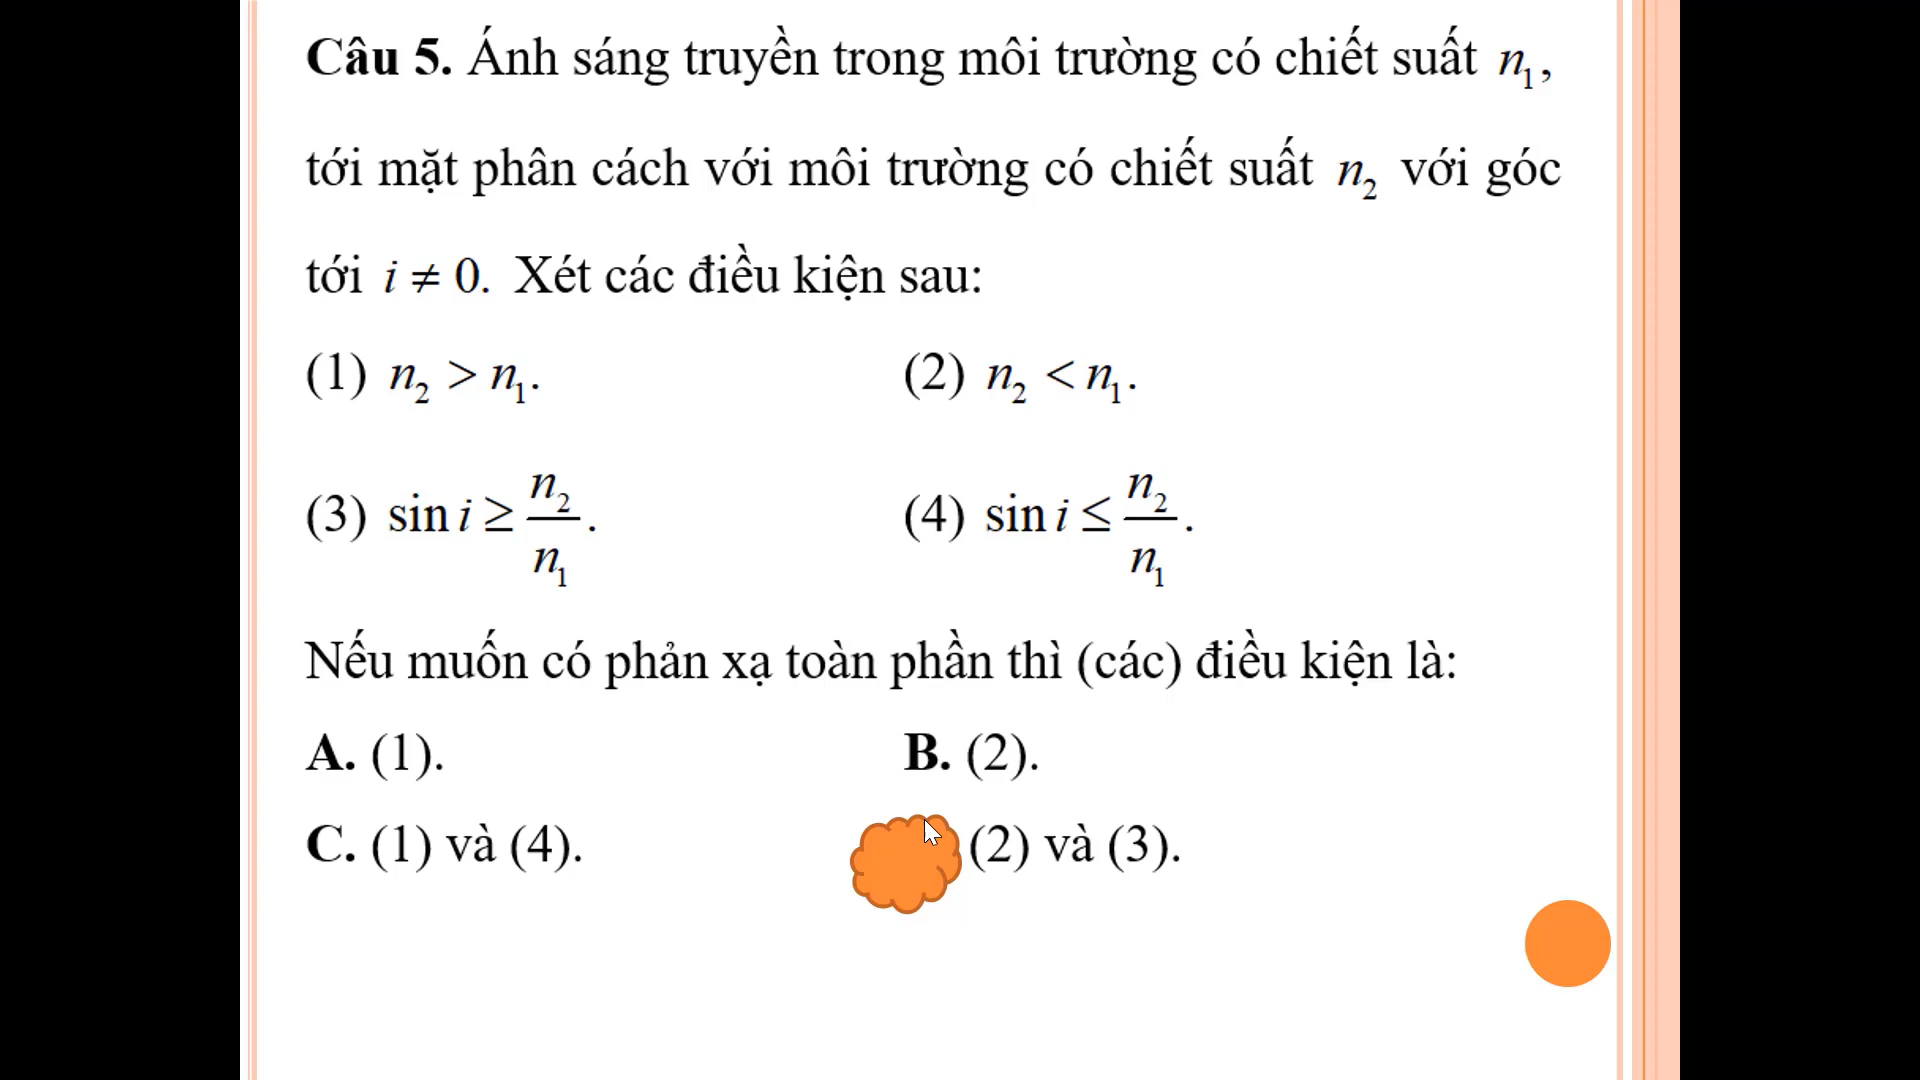 Câu 5. Ánh sáng truyền trong môi trường có chiết suất n₁,
tới mặt phân cách với môi trường có chiết suất n₂ với góc
tới i ≠ 0. Xét các điều kiện sau:
(1) n₂ > n₁. (2) n₂ < n₁.
(3) sin i ≥ n₂/n₁. (4) sin i ≤ n₂/n₁.
Nếu muốn có phản xạ toàn phần thì (các) điều kiện là:
A. (1). B. (2).
C. (1) và (4). (2) và (3).